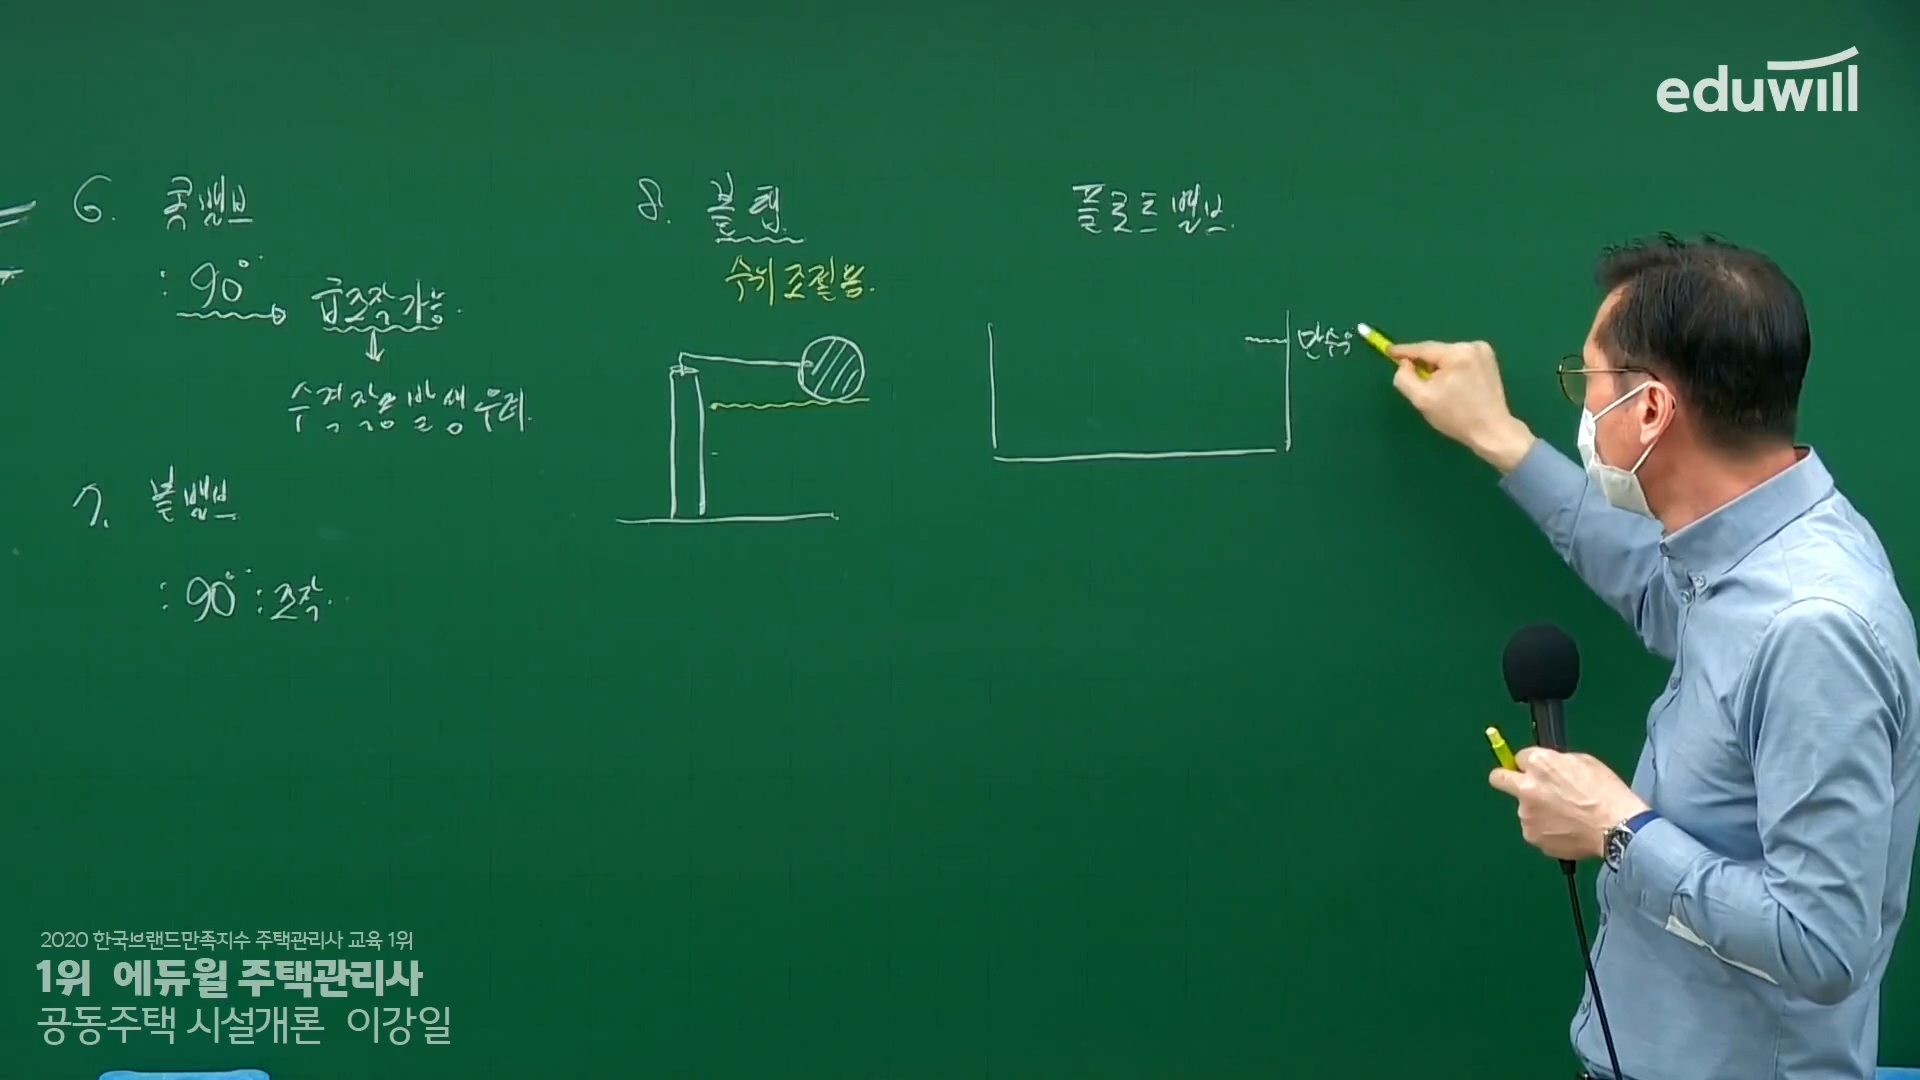 eduwill
6. 콕밸브
: 90° 급조작 가능.
수격작용 발생 우려.
7. 볼밸브
: 90° : 조작.
8. 볼탭
수위조절용.
플로트밸브.
만수위
2020 한국브랜드만족지수 주택관리사 교육 1위
1위 에듀윌 주택관리사
공동주택 시설개론 이강일